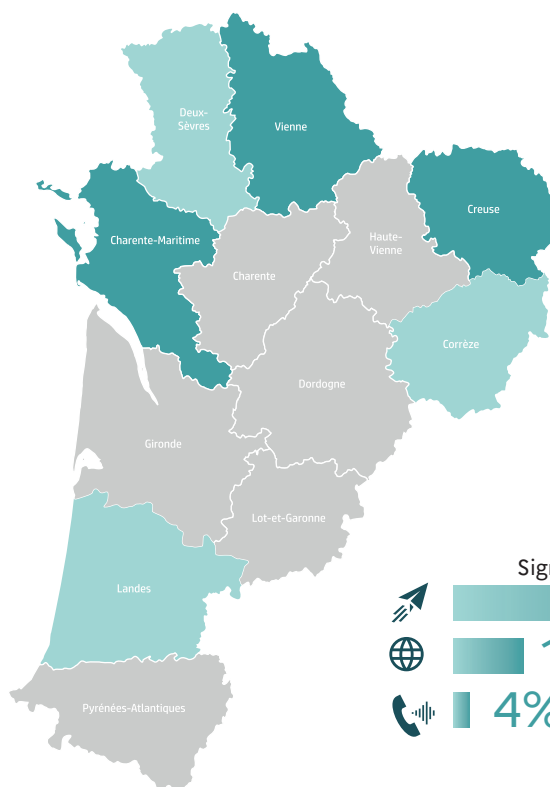 Deux-
Sèvres
Vienne
Creuse
Charente-Maritime
Haute-
Vienne
Charente
Corrèze
Dordogne
Gironde
Lot-et-Garonne
Landes
Pyrénées-Atlantiques
4%